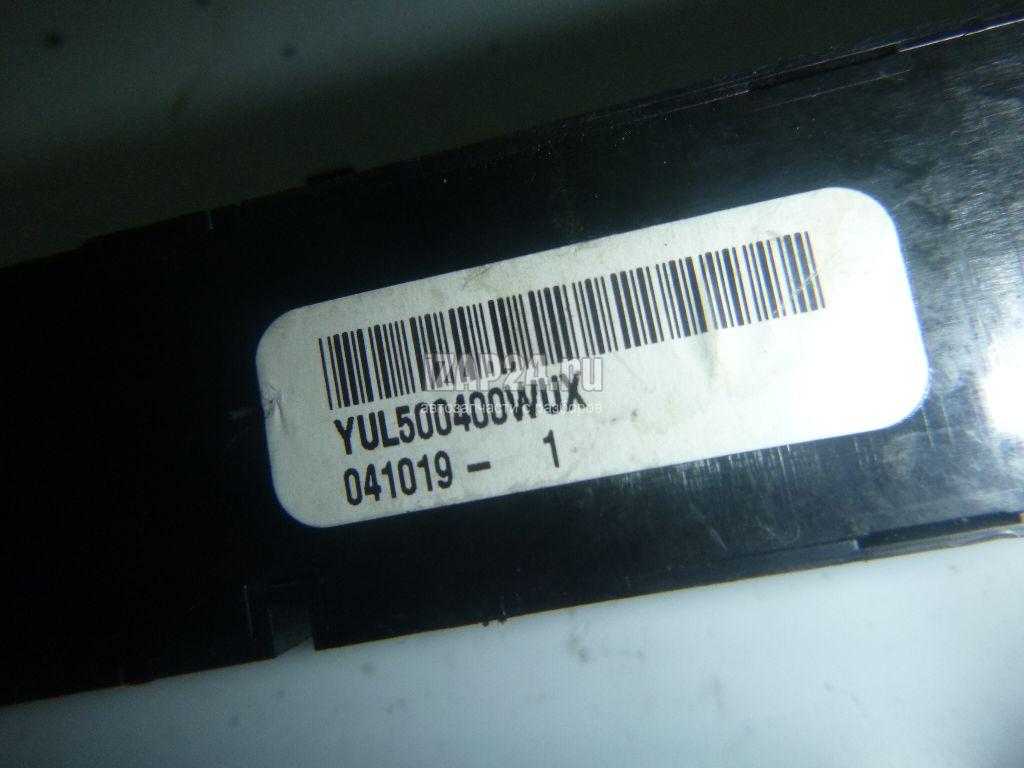 iZAP24.ru
автозапчасти с разборов
YUL500400WUX
041019 - 1